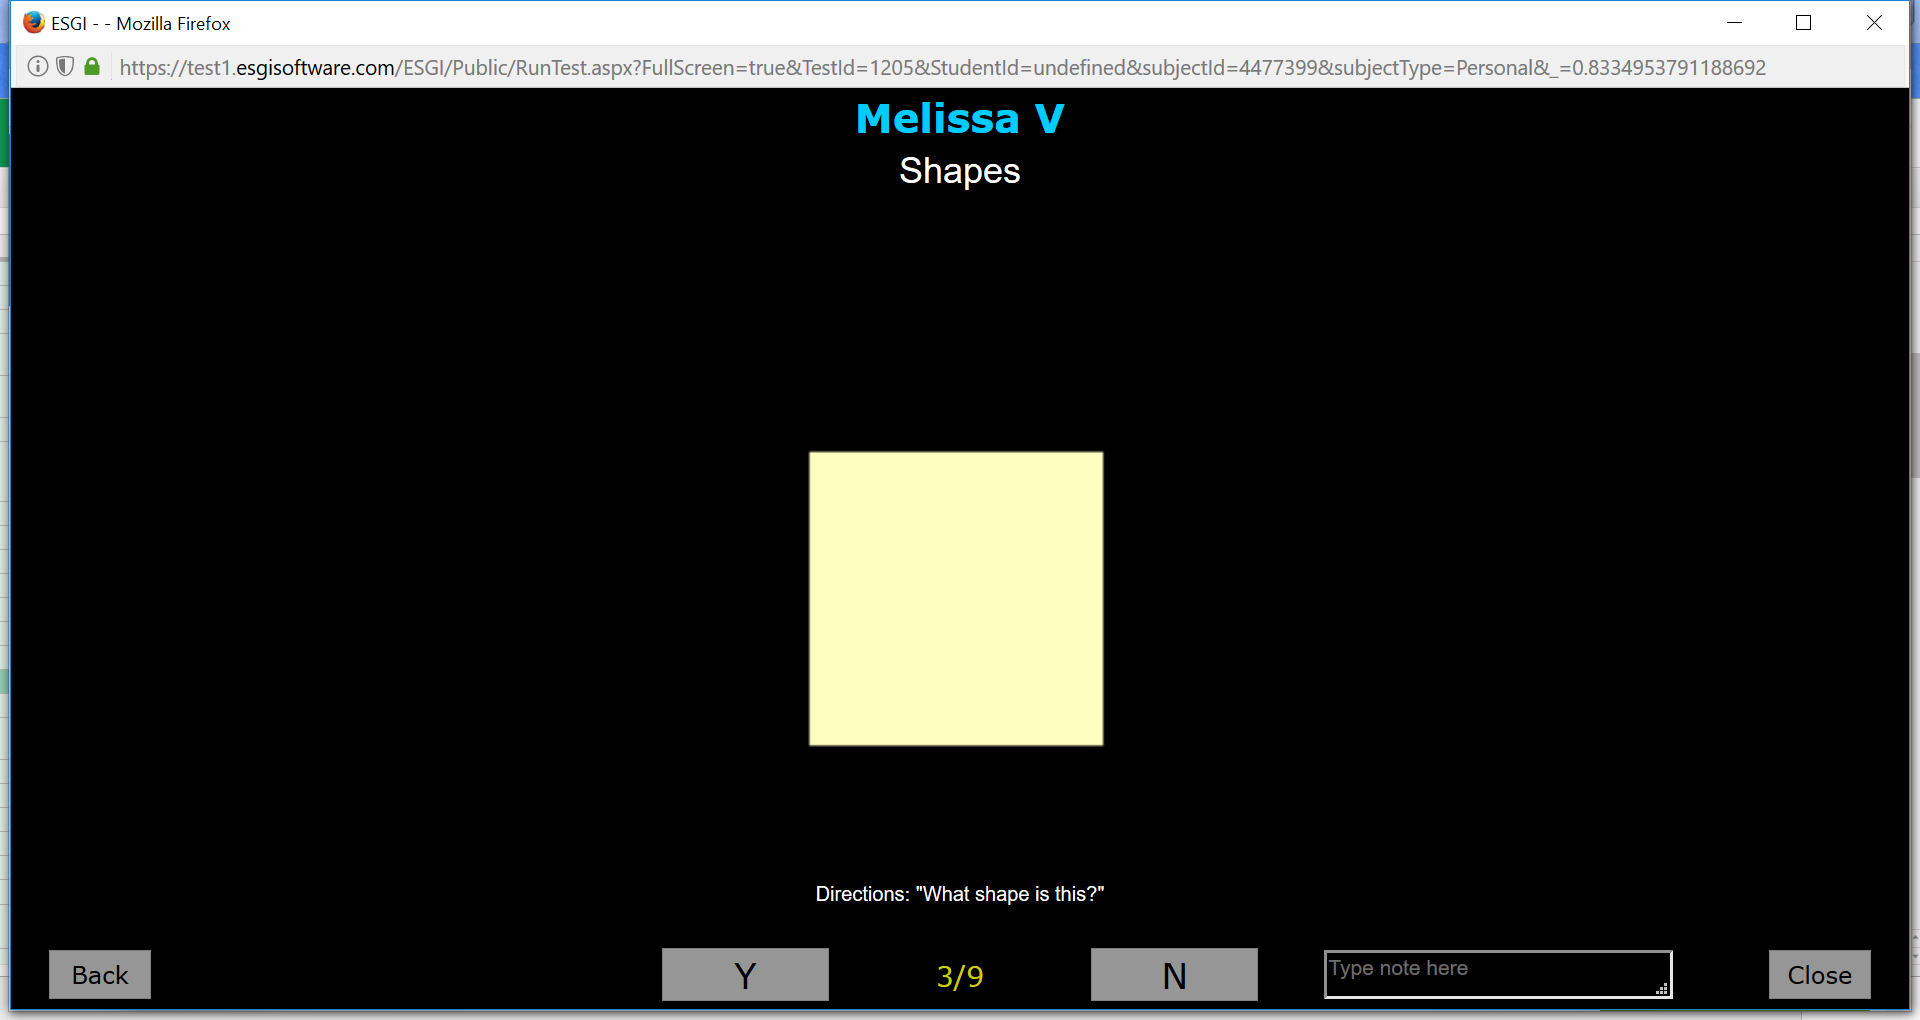 ESGI - - Mozilla Firefox
https://test1.esgisoftware.com/ESGI/Public/RunTest.aspx?FullScreen=true&TestId=1205&StudentId=undefined&subjectId=4477399&subjectType=Personal&_=0.8334953791188692
Melissa V
Shapes
Directions: "What shape is this?"
Back
Y
3/9
N
Type note here
Close